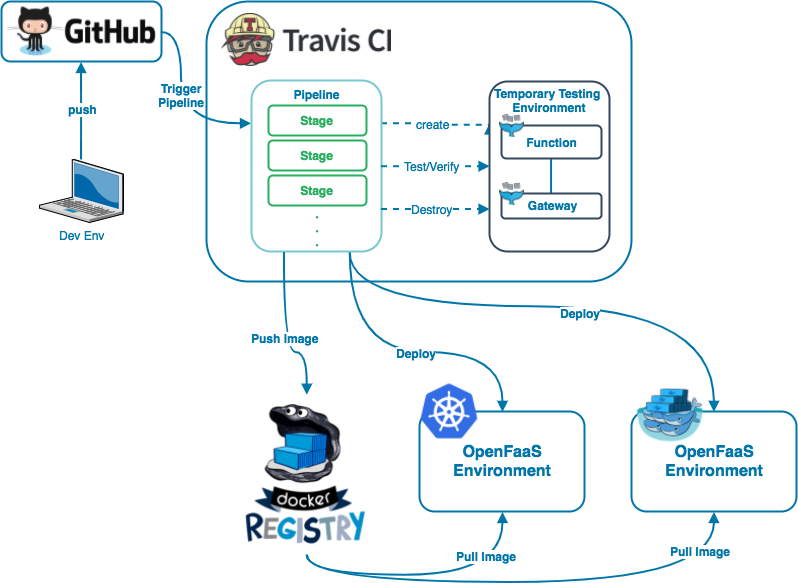 GitHub
Travis CI
Trigger
Pipeline
push
Dev Env
Pipeline
Stage
Stage
Stage
create
Test/Verify
Destroy
Temporary Testing
Environment
Function
Gateway
Push Image
Deploy
Deploy
docker
REGISTRY
OpenFaaS
Environment
OpenFaaS
Environment
Pull Image
Pull Image